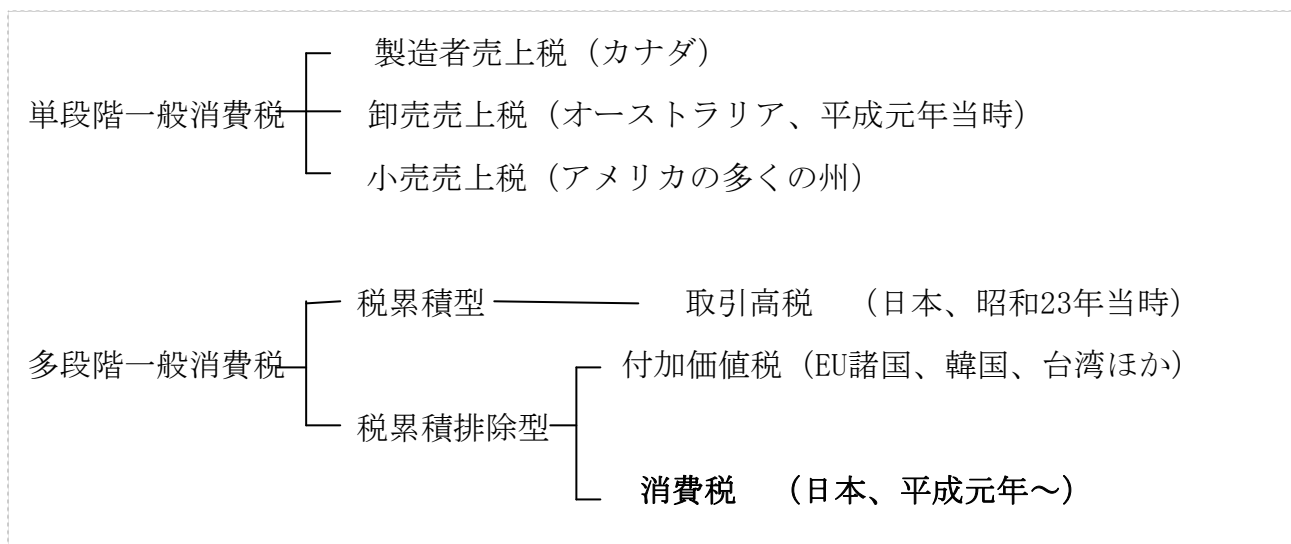 製造者売上税（カナダ）
単段階一般消費税
卸売売上税（オーストラリア、平成元年当時）
小売売上税（アメリカの多くの州）
税累積型
取引高税　（日本、昭和23年当時）
多段階一般消費税
付加価値税（EU諸国、韓国、台湾ほか）
税累積排除型
消費税　（日本、平成元年～）